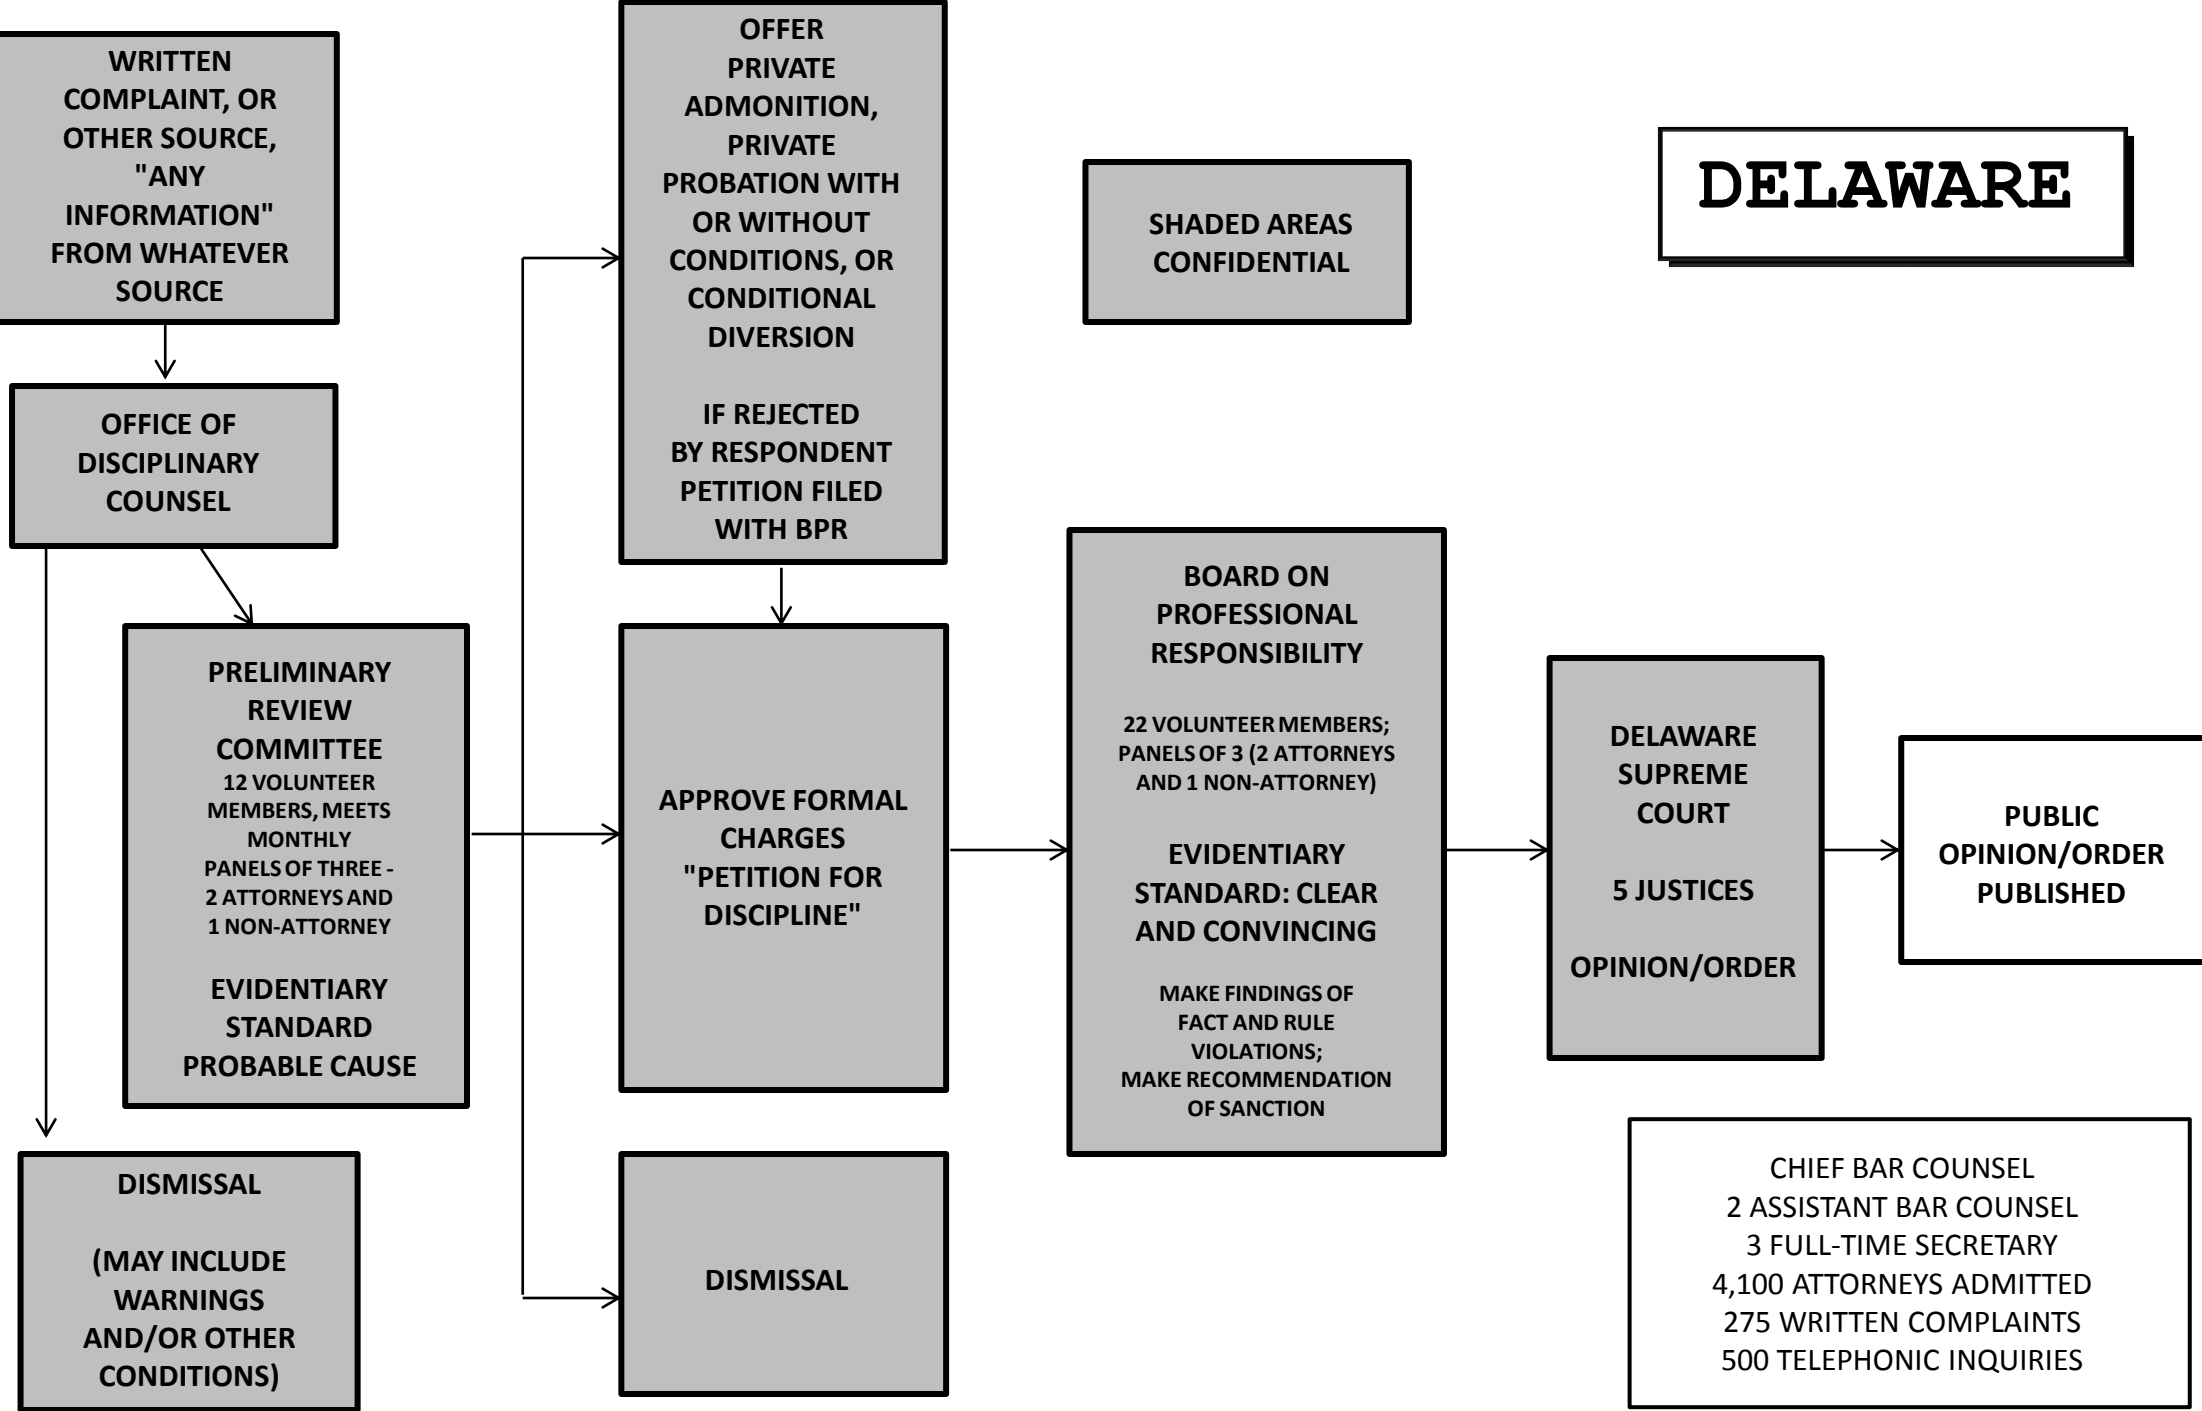 WRITTEN
COMPLAINT, OR
OTHER SOURCE,
"ANY
INFORMATION"
FROM WHATEVER
SOURCE
OFFICE OF
DISCIPLINARY
COUNSEL
PRELIMINARY
REVIEW
COMMITTEE
12 VOLUNTEER
MEMBERS, MEETS
MONTHLY
PANELS OF THREE -
2 ATTORNEYS AND
1 NON-ATTORNEY
EVIDENTIARY
STANDARD
PROBABLE CAUSE
DISMISSAL
(MAY INCLUDE
WARNINGS
AND/OR OTHER
CONDITIONS)
OFFER
PRIVATE
ADMONITION,
PRIVATE
PROBATION WITH
OR WITHOUT
CONDITIONS, OR
CONDITIONAL
DIVERSION
IF REJECTED
BY RESPONDENT
PETITION FILED
WITH BPR
APPROVE FORMAL
CHARGES
"PETITION FOR
DISCIPLINE"
DISMISSAL
SHADED AREAS
CONFIDENTIAL
BOARD ON
PROFESSIONAL
RESPONSIBILITY
22 VOLUNTEER MEMBERS;
PANELS OF 3 (2 ATTORNEYS
AND 1 NON-ATTORNEY)
EVIDENTIARY
STANDARD: CLEAR
AND CONVINCING
MAKE FINDINGS OF
FACT AND RULE
VIOLATIONS;
MAKE RECOMMENDATION
OF SANCTION
DELAWARE
DELAWARE
SUPREME
COURT
5 JUSTICES
OPINION/ORDER
PUBLIC
OPINION/ORDER
PUBLISHED
CHIEF BAR COUNSEL
2 ASSISTANT BAR COUNSEL
3 FULL-TIME SECRETARY
4,100 ATTORNEYS ADMITTED
275 WRITTEN COMPLAINTS
500 TELEPHONIC INQUIRIES